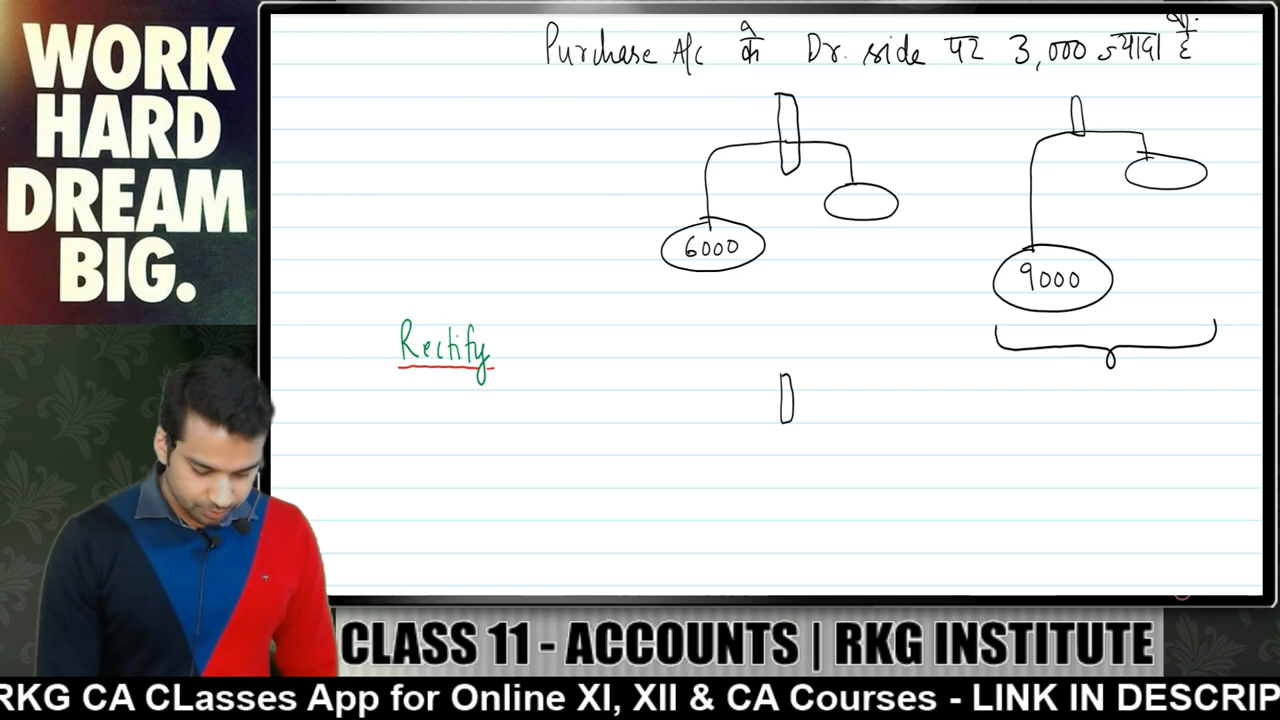 WORK
HARD
DREAM
BIG.
Purchase A/c के Dr. side पर 3,000 ज्यादा है
6000
9000
Rectify
CLASS 11 - ACCOUNTS | RKG INSTITUTE
RKG CA CLasses App for Online XI, XII & CA Courses - LINK IN DESCRIP